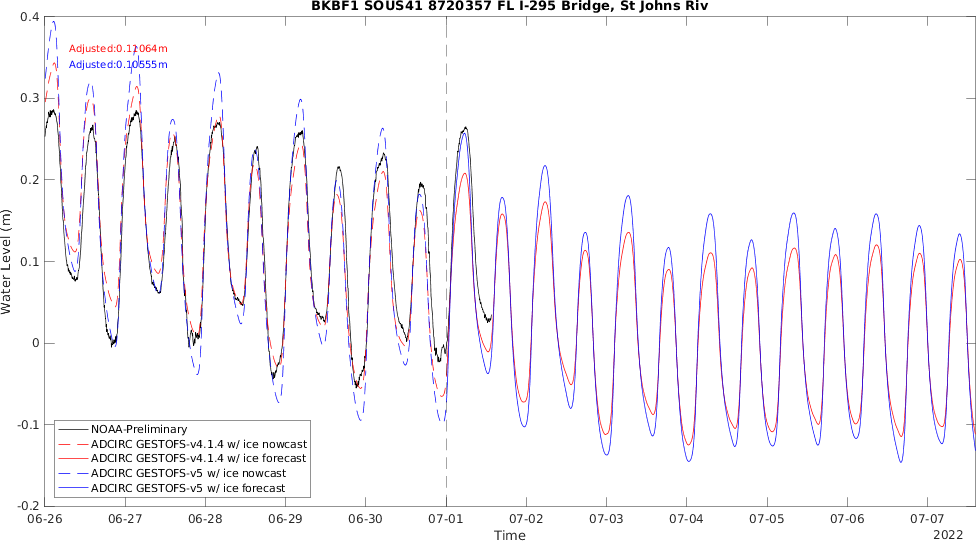 BKBF1 SOUS41 8720357 FL I-295 Bridge, St Johns Riv
Adjusted:0.11064m
Adjusted:0.10555m
Water Level (m)
0.4
0.3
0.2
0.1
0
-0.1
-0.2
NOAA-Preliminary
ADCIRC GESTOFS-v4.1.4 w/ ice nowcast
ADCIRC GESTOFS-v4.1.4 w/ ice forecast
ADCIRC GESTOFS-v5 w/ ice nowcast
ADCIRC GESTOFS-v5 w/ ice forecast
06-26 06-27 06-28 06-29 06-30 07-01 07-02 07-03 07-04 07-05 07-06 07-07
2022
Time